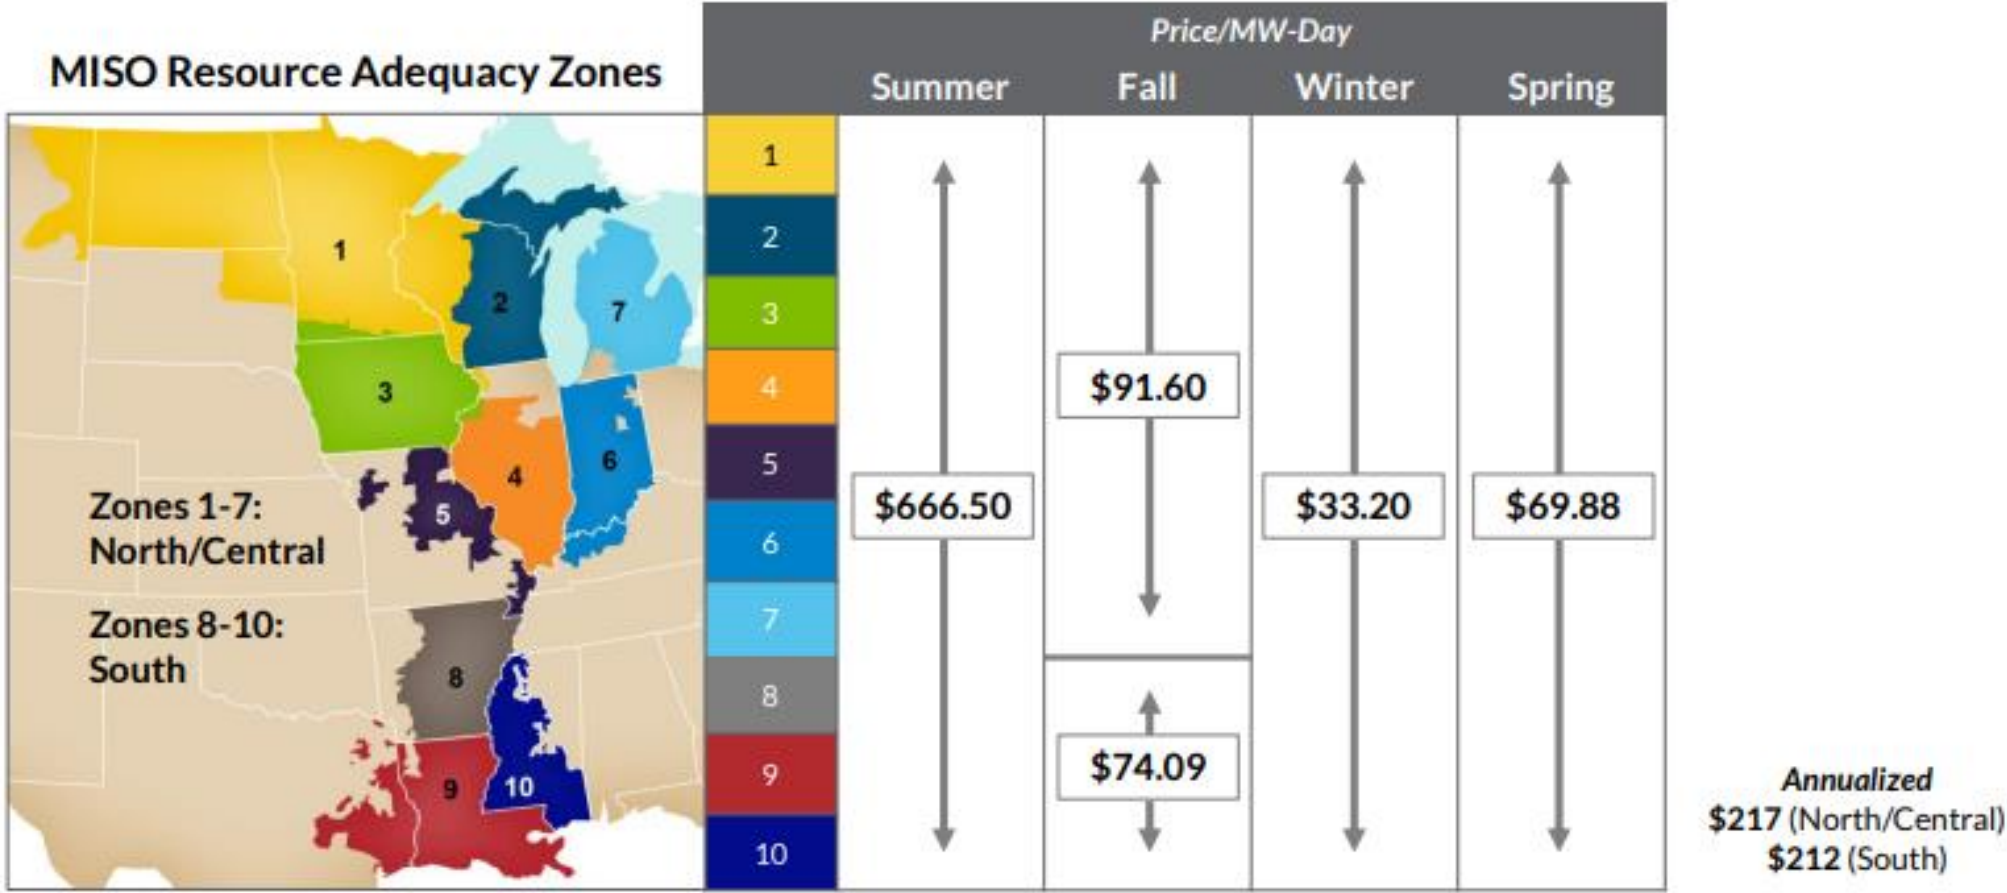 MISO Resource Adequacy Zones
Price/MW-Day
Summer Fall Winter Spring
1
2
3
4
5
6
7
8
9
10
1
2
7
3
4
6
5
8
9
10
Zones 1-7:
North/Central
Zones 8-10:
South
$666.50
$91.60
$74.09
$33.20
$69.88
Annualized
$217 (North/Central)
$212 (South)